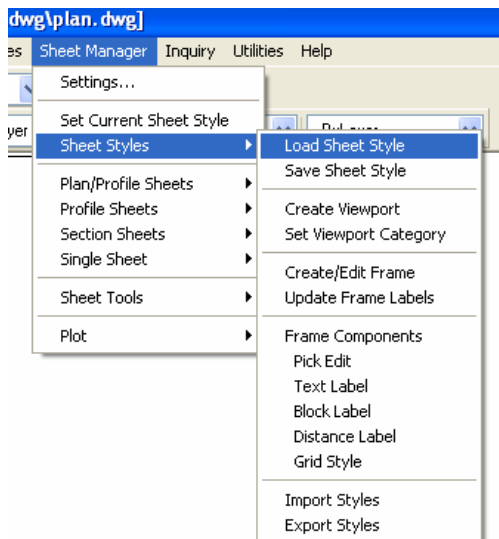 dwg\plan.dwg]
es Sheet Manager Inquiry Utilities Help
Settings...
yer Set Current Sheet Style
Sheet Styles
Plan/Profile Sheets
Profile Sheets
Section Sheets
Single Sheet
Sheet Tools
Plot
Load Sheet Style
Save Sheet Style
Create Viewport
Set Viewport Category
Create/Edit Frame
Update Frame Labels
Frame Components
Pick Edit
Text Label
Block Label
Distance Label
Grid Style
Import Styles
Export Styles